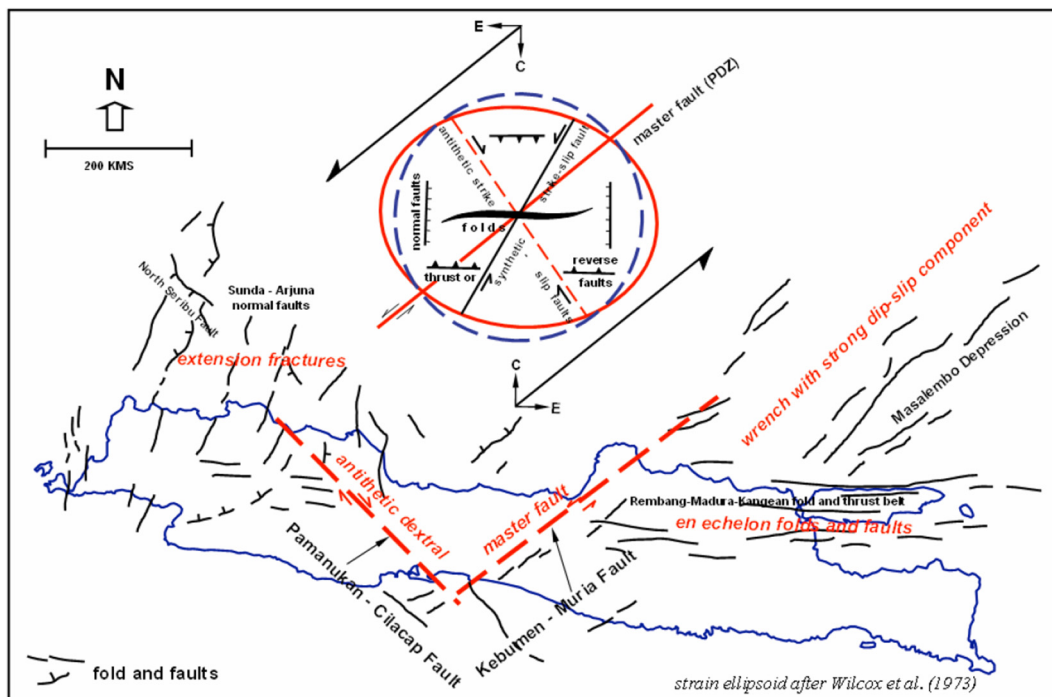 E
C
N
200 KMS
master fault (PDZ)
antithetic strike
strike-slip fault
normal faults
folds
thrust or
synthetic
slip faults
reverse
faults
C
E
North Seribu Fault
Sunda - Arjuna
normal faults
extension fractures
wrench with strong dip-slip component
Masalembo Depression
antithetic dextral
master fault
Rembang-Madura-Kangean fold and thrust belt
en echelon folds and faults
Pamanukan - Cilacap Fault
Kebumen - Muria Fault
fold and faults
strain ellipsoid after Wilcox et al. (1973)